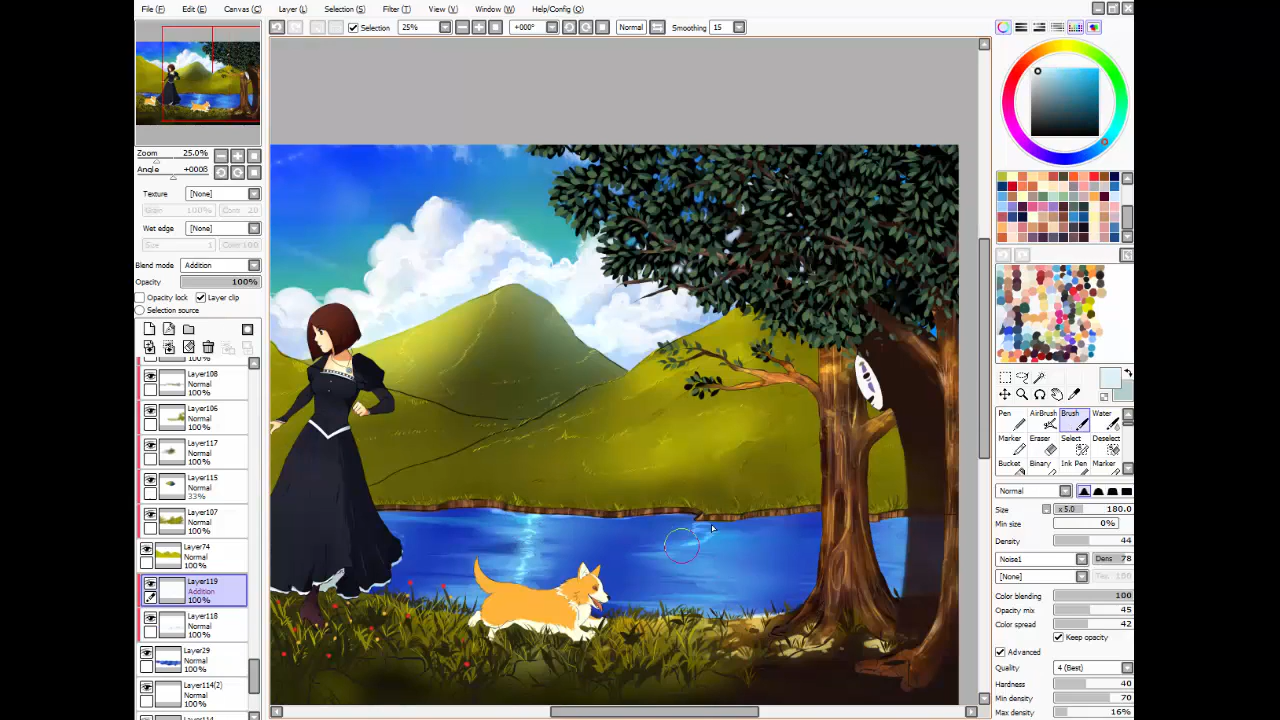 File (F) Edit (E) Canvas (C) Layer (L) Selection (S) Filter (T) View (V) Window (W) Help/Config (O)
Selection 25% +000° Normal Smoothing 15
Zoom 25.0%
Angle +0008
Texture [None]
100% 20
Wet edge [None]
Size 1
Blend mode Addition
Opacity 100%
Opacity lock Layer clip
Selection source
100%
Layer108
Normal
100%
Layer106
Normal
100%
Layer117
Normal
100%
Layer115
Normal
33%
Layer107
Normal
100%
Layer74
Normal
100%
Layer119
Addition
100%
Layer118
Normal
100%
Layer29
Normal
100%
Layer114(2)
Normal
100%
Pen AirBrush Brush Water
Marker Eraser Select Deselect
Bucket Binary Ink Pen Marker
Normal
Size x 5.0 180.0
Min size 0%
Density 44
Noise1 Dens 78
[None]
Color blending 100
Opacity mix 45
Color spread 42
Keep opacity
Advanced
Quality 4 (Best)
Hardness 40
Min density 70
Max density 16%